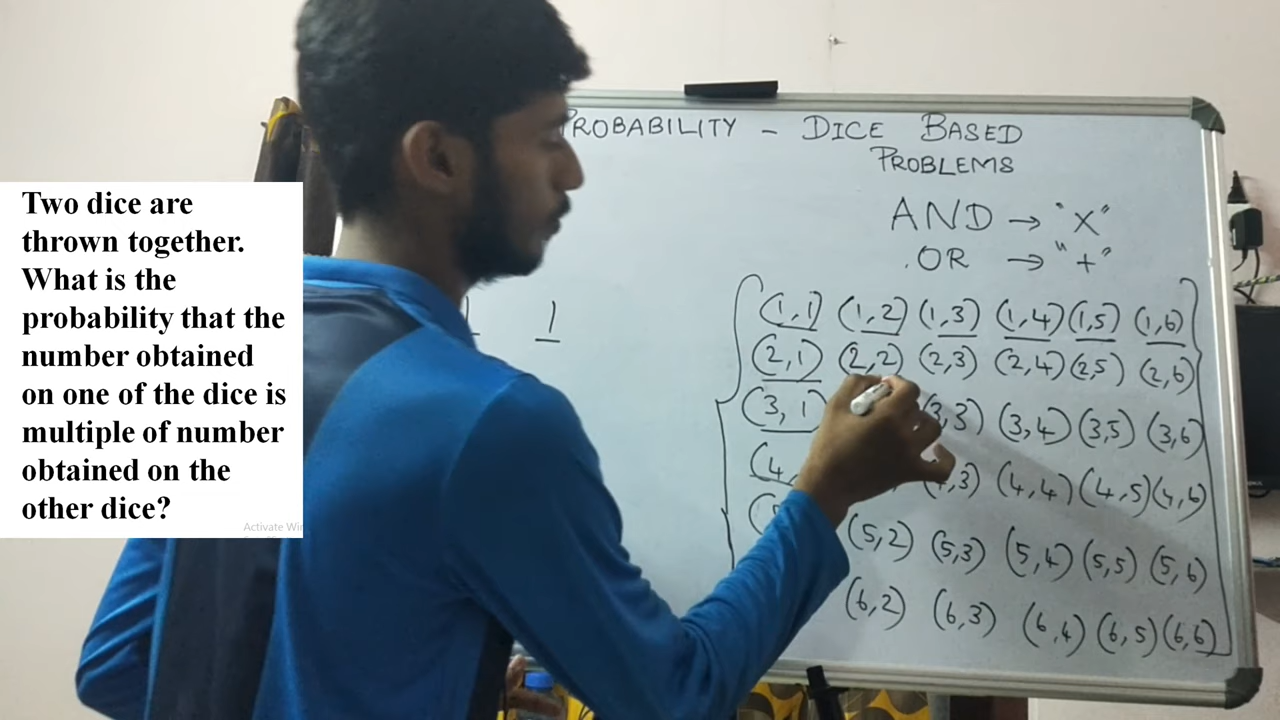 Two dice are
thrown together.
What is the
probability that the
number obtained
on one of the dice is
multiple of number
obtained on the
other dice?
PROBABILITY - DICE BASED
PROBLEMS
AND → "X"
OR → "+"
1
(1,1) (1,2) (1,3) (1,4) (1,5) (1,6)
(2,1) (2,2) (2,3) (2,4) (2,5) (2,6)
(3,1) (3,4) (3,5) (3,6)
(4,4) (4,5) (4,6)
(5,2) (5,3) (5,4) (5,5) (5,6)
(6,2) (6,3) (6,4) (6,5) (6,6)